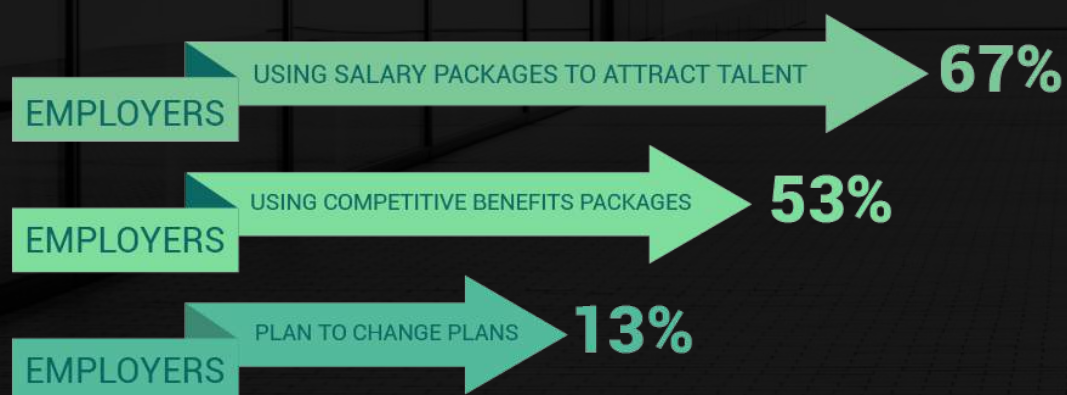 USING SALARY PACKAGES TO ATTRACT TALENT
67%
EMPLOYERS
USING COMPETITIVE BENEFITS PACKAGES
53%
EMPLOYERS
PLAN TO CHANGE PLANS
13%
EMPLOYERS